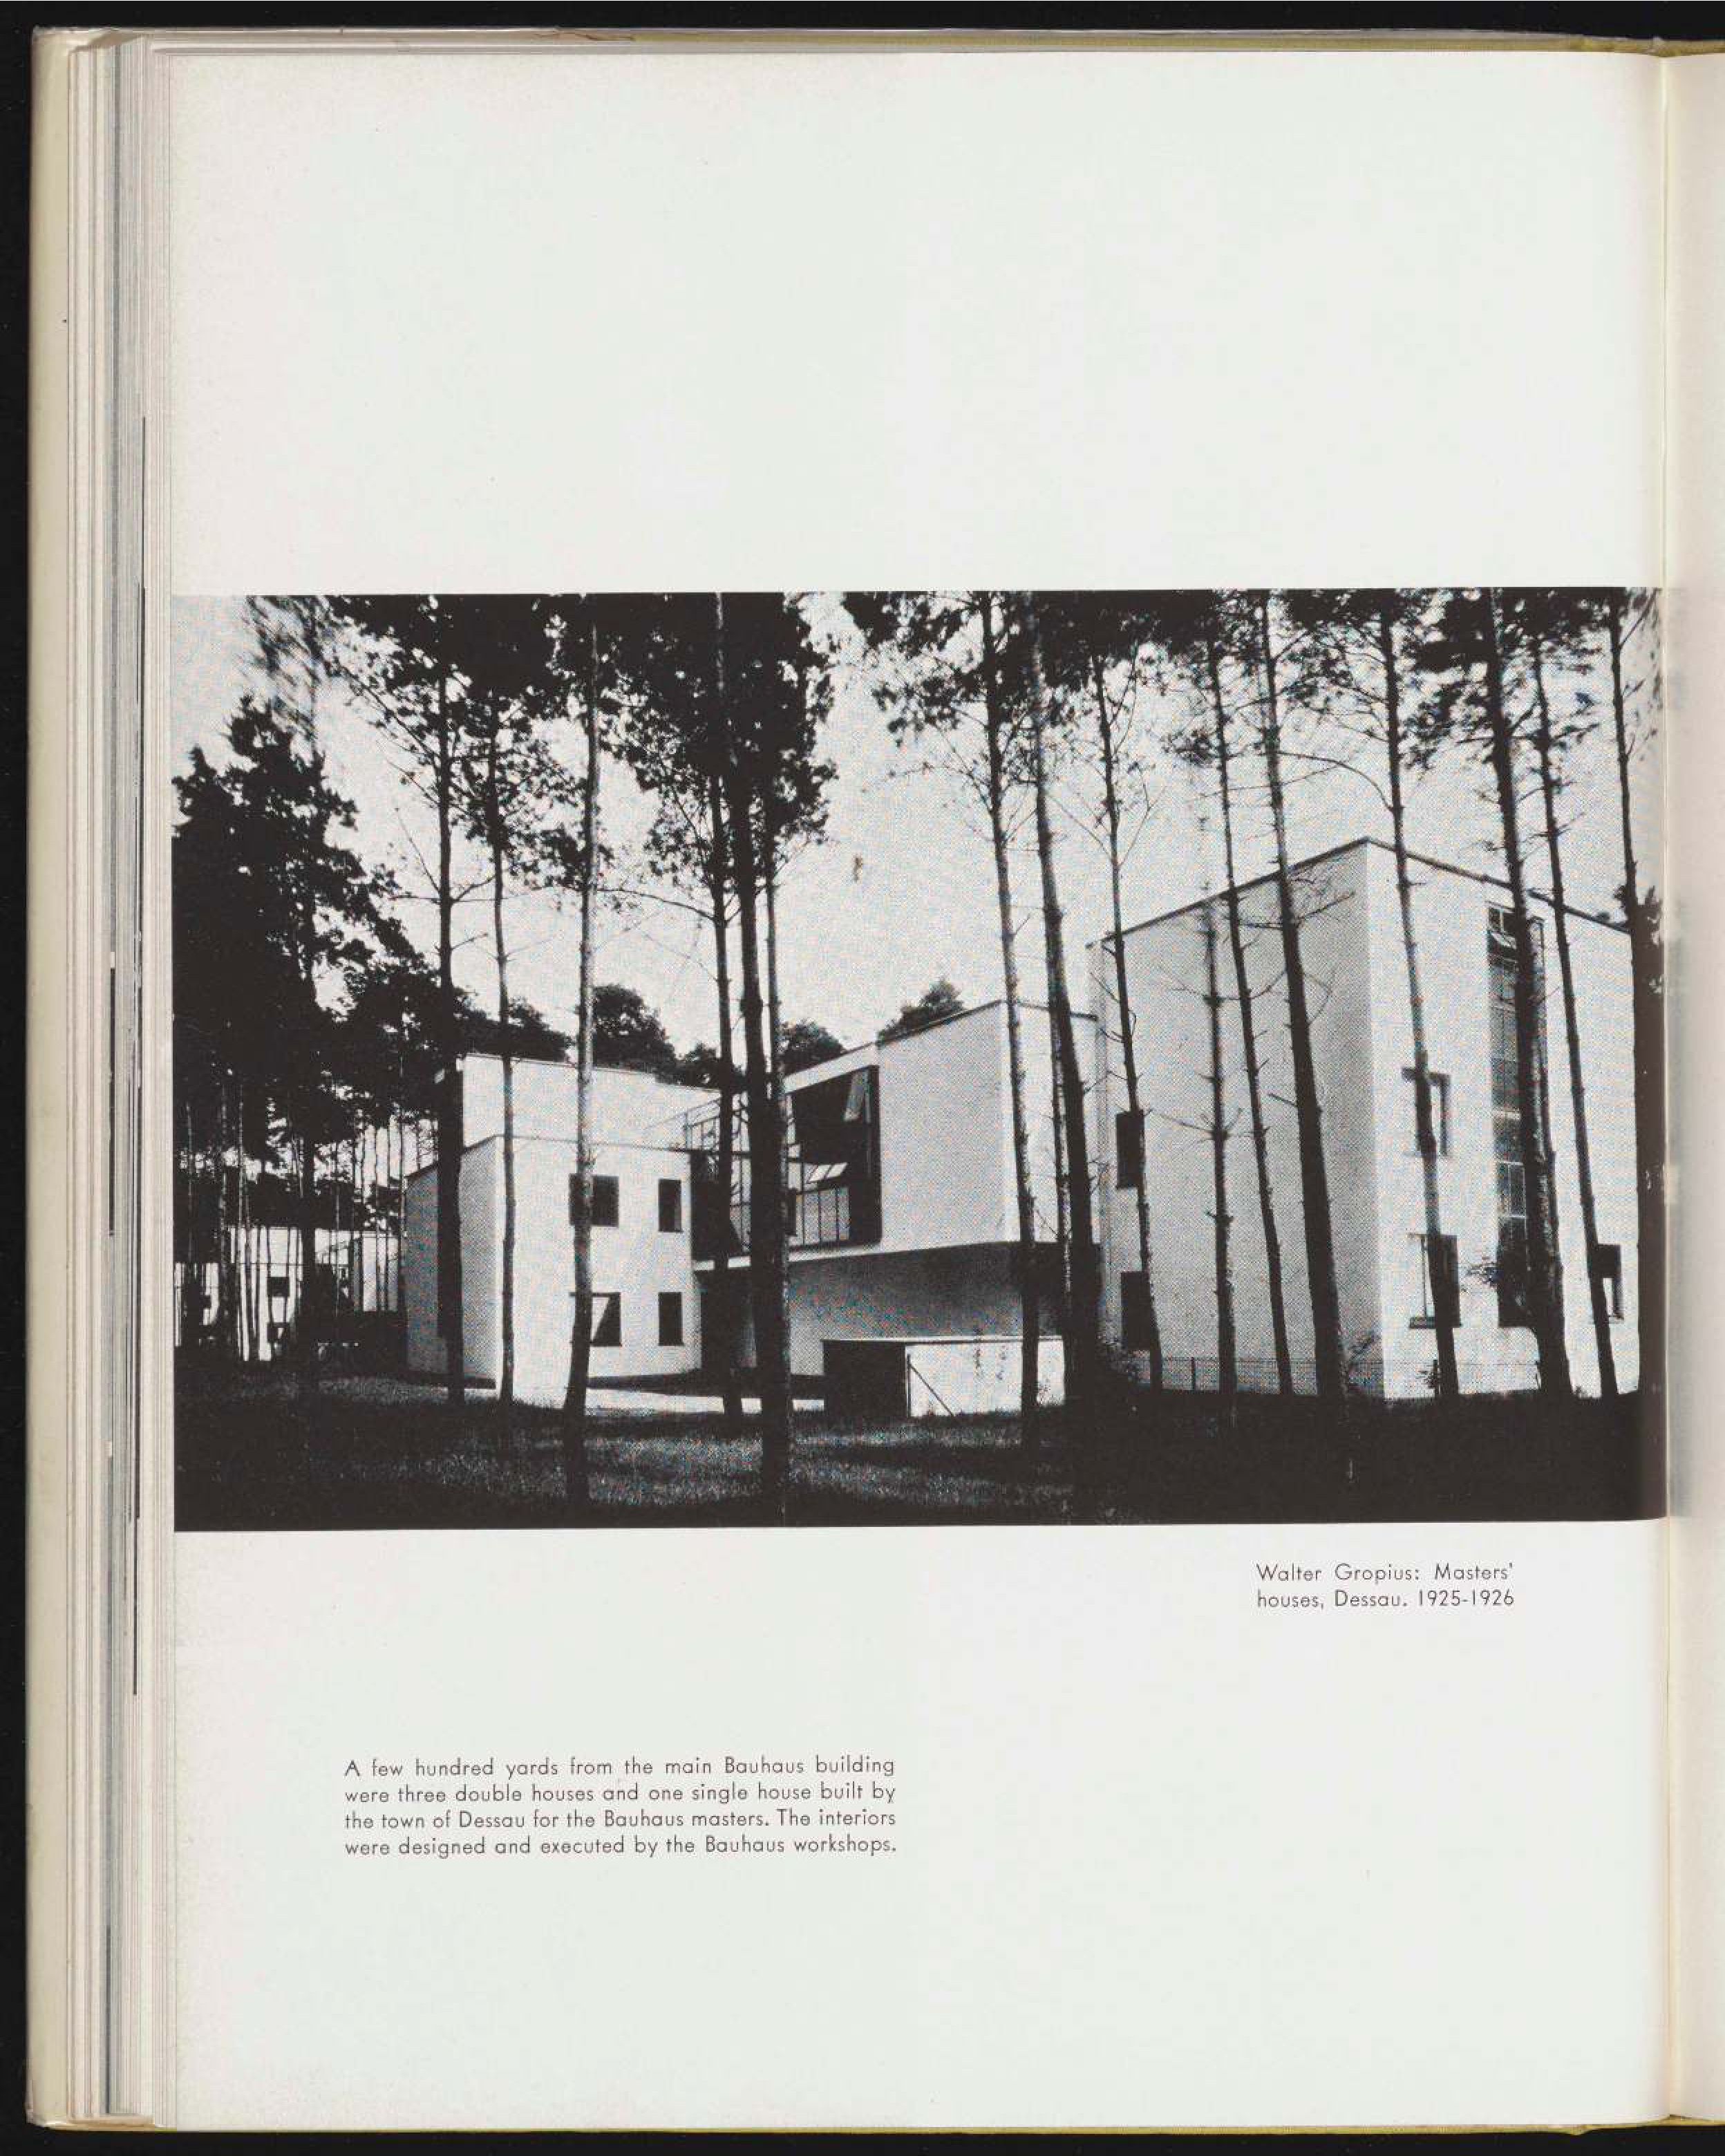 Walter Gropius: Masters'
houses, Dessau. 1925-1926
A few hundred yards from the main Bauhaus building
were three double houses and one single house built by
the town of Dessau for the Bauhaus masters. The interiors
were designed and executed by the Bauhaus workshops.